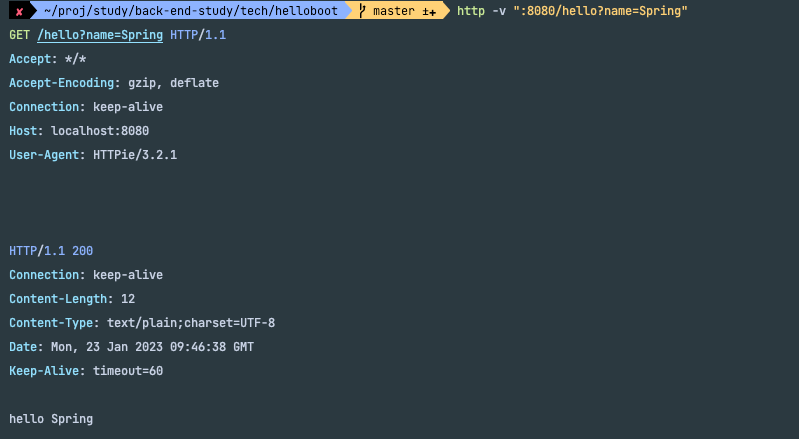 ✘ ~/proj/study/back-end-study/tech/helloboot master ±✚ http -v ":8080/hello?name=Spring"
GET /hello?name=Spring HTTP/1.1
Accept: */*
Accept-Encoding: gzip, deflate
Connection: keep-alive
Host: localhost:8080
User-Agent: HTTPie/3.2.1
HTTP/1.1 200
Connection: keep-alive
Content-Length: 12
Content-Type: text/plain;charset=UTF-8
Date: Mon, 23 Jan 2023 09:46:38 GMT
Keep-Alive: timeout=60
hello Spring